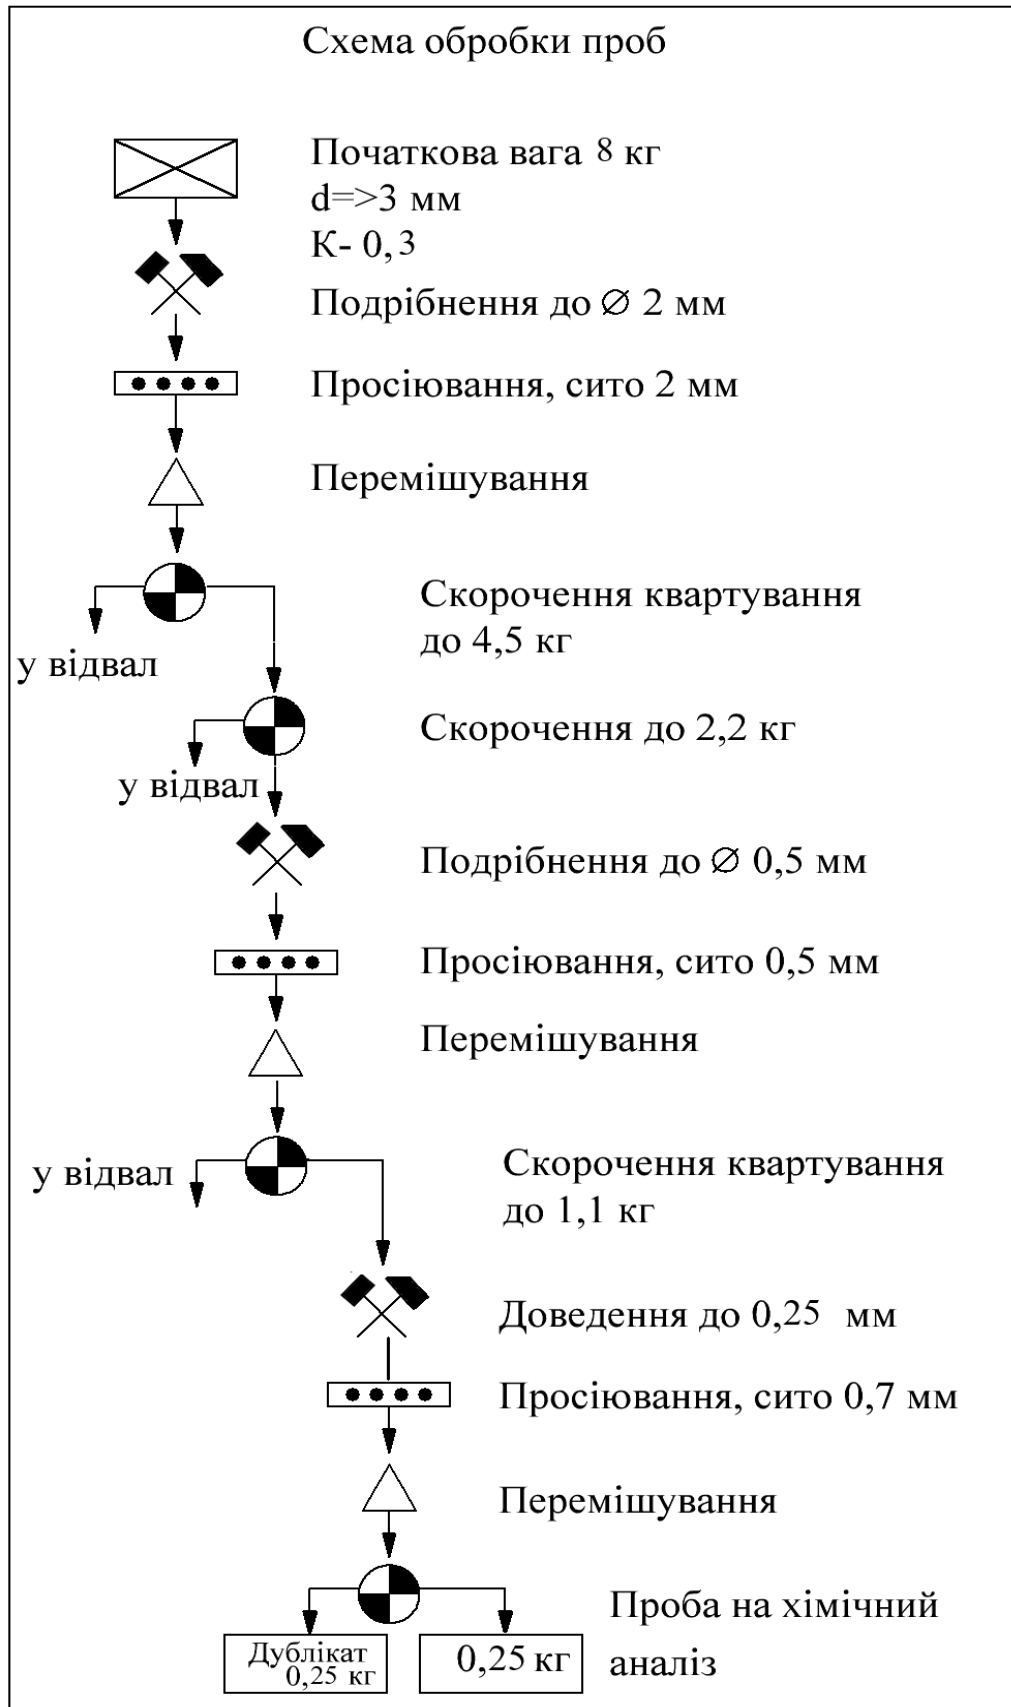 Схема обробки проб
Початкова вага 8 кг
d=>3 мм
К- 0,3
Подрібнення до ∅ 2 мм
Просіювання, сито 2 мм
Перемішування
Скорочення квартування
до 4,5 кг
у відвал
Скорочення до 2,2 кг
у відвал
Подрібнення до ∅ 0,5 мм
Просіювання, сито 0,5 мм
Перемішування
Скорочення квартування
у відвал
до 1,1 кг
Доведення до 0,25 мм
Просіювання, сито 0,7 мм
Перемішування
Проба на хімічний
аналіз
Дублікат
0,25 кг
0,25 кг